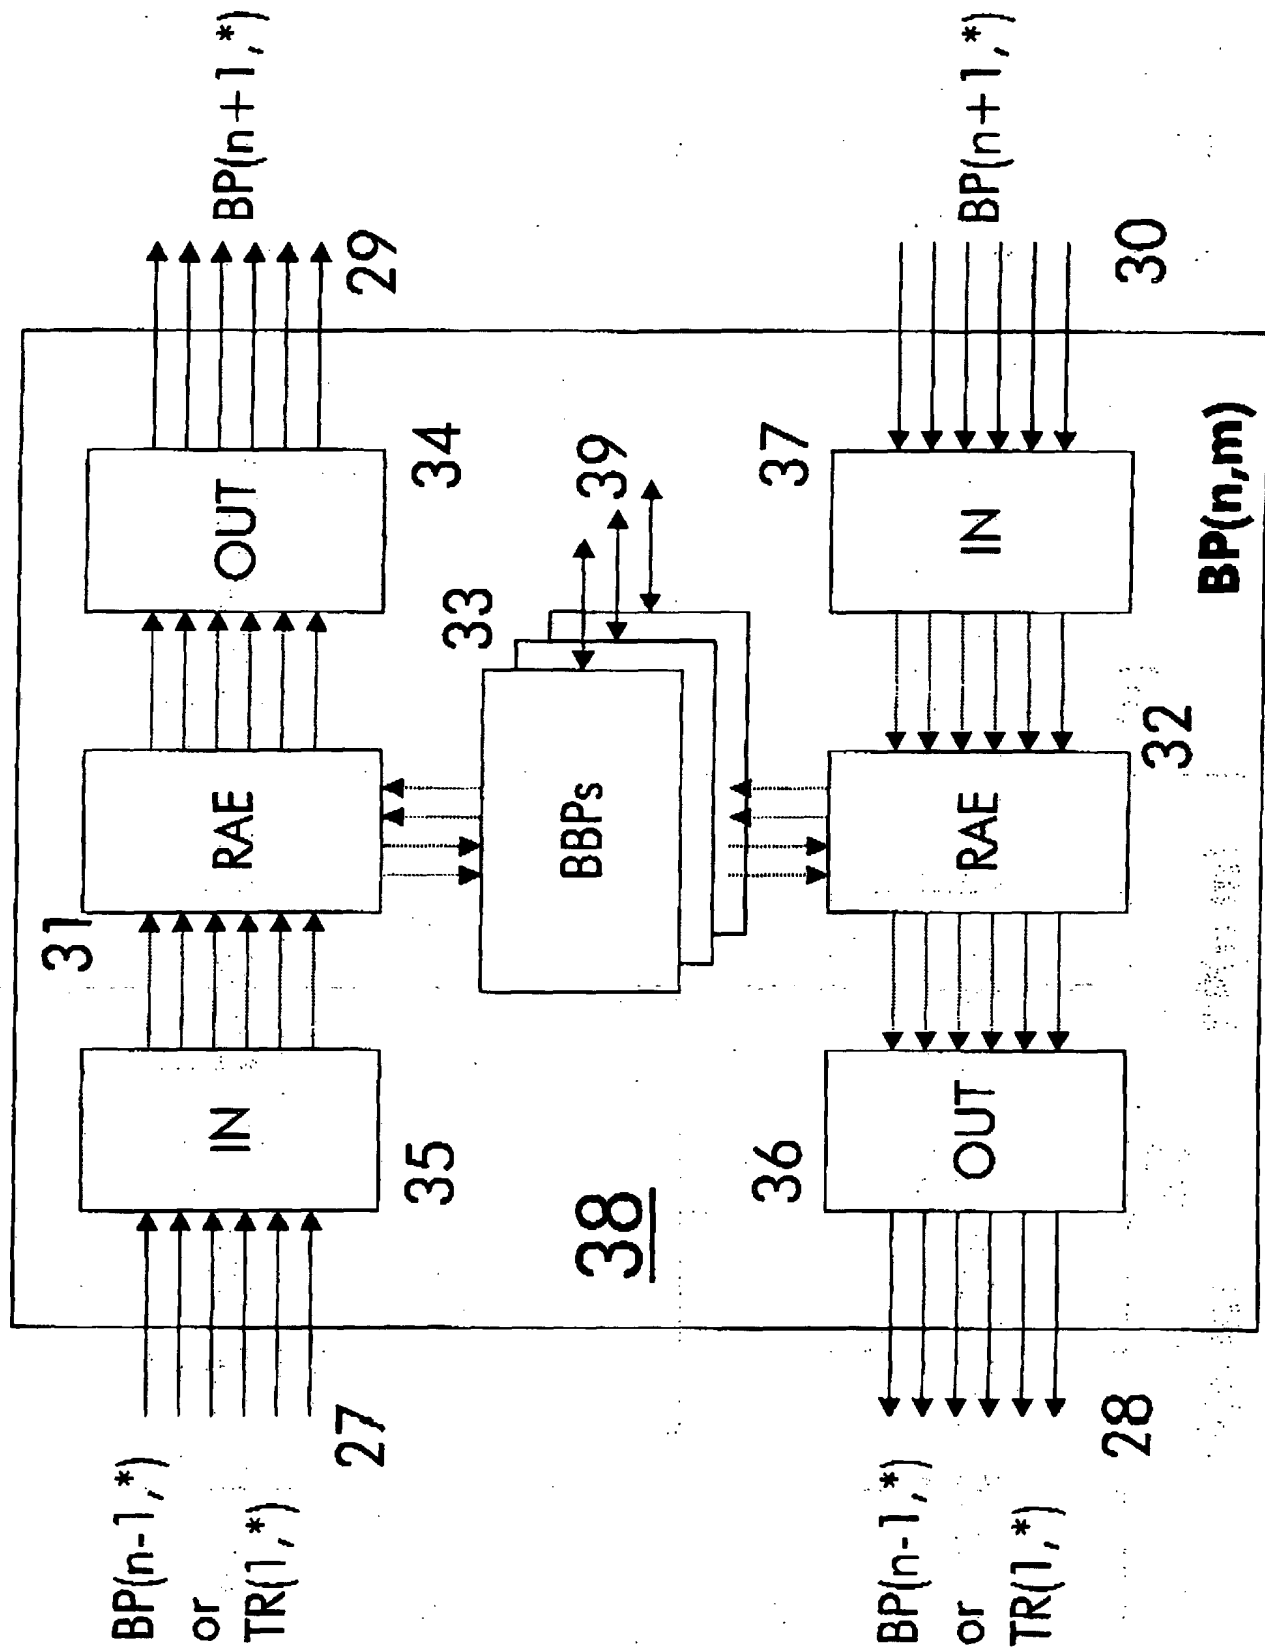 BP(n-1,*)
or
TR(1,*)
27
IN
35
31
RAE
OUT
34
29
BP(n+1,*)
38
BBPs
33
39
BP(n-1,*)
or
TR(1,*)
28
OUT
36
RAE
32
IN
37
30
BP(n+1,*)
BP(n,m)